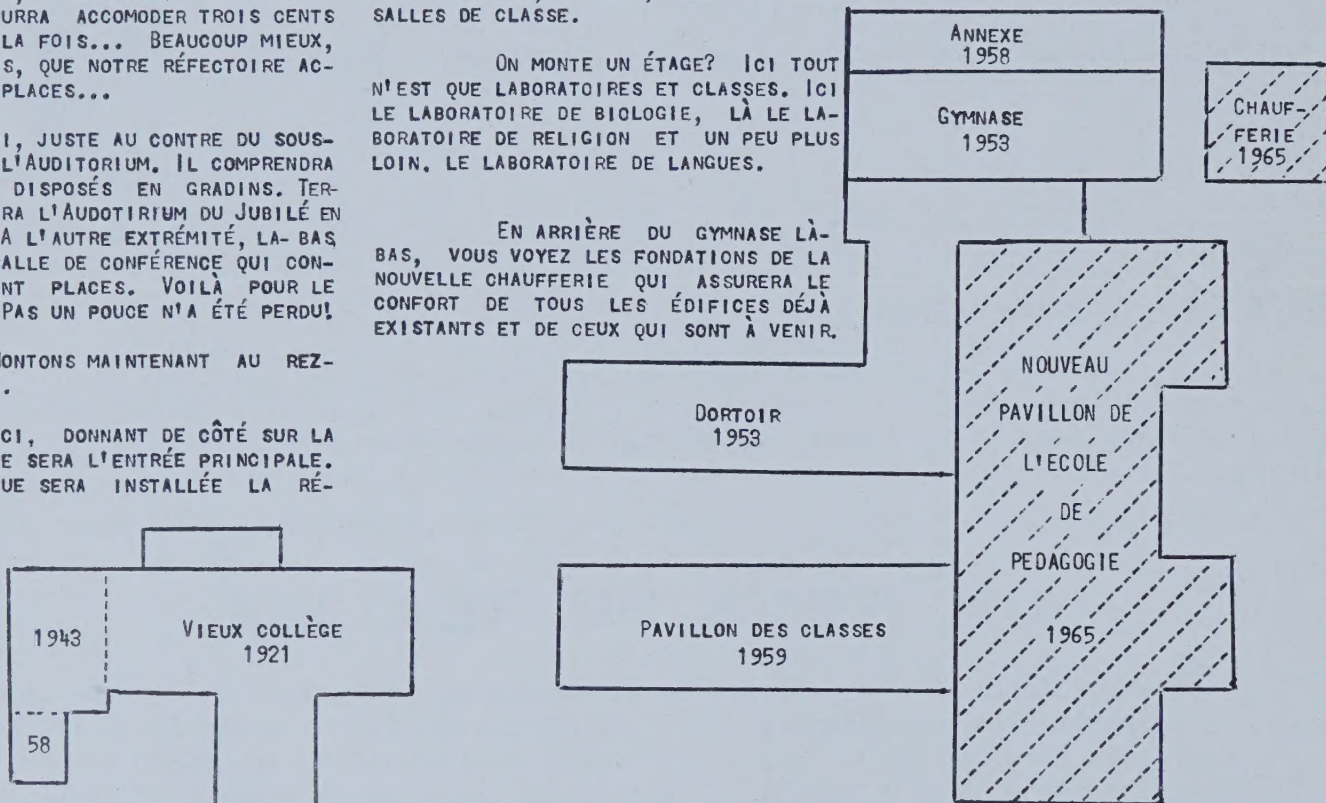 URRA ACCOMODER TROIS CENTS
LA FOIS... BEAUCOUP MIEUX,
S, QUE NOTRE RÉFECTOIRE AC-
PLACES...
I, JUSTE AU CONTRE DU SOUS-
L'AUDITORIUM. IL COMPRENDRA
DISPOSÉS EN GRADINS. TER-
RA L'AUDOTIRIUM DU JUBILÉ EN
A L'AUTRE EXTRÉMITÉ, LA- BAS,
ALLE DE CONFÉRENCE QUI CON-
NT PLACES. VOILÀ POUR LE
PAS UN POUCE N'A ÉTÉ PERDU!
ONTONS MAINTENANT AU REZ-
.
CI, DONNANT DE CÔTÉ SUR LA
E SERA L'ENTRÉE PRINCIPALE.
UE SERA INSTALLÉE LA RÉ-
SALLES DE CLASSE.
ON MONTE UN ÉTAGE? ICI TOUT
N'EST QUE LABORATOIRES ET CLASSES. ICI
LE LABORATOIRE DE BIOLOGIE, LÀ LE LA-
BORATOIRE DE RELIGION ET UN PEU PLUS
LOIN, LE LABORATOIRE DE LANGUES.
EN ARRIÈRE DU GYMNASE LÀ-
BAS, VOUS VOYEZ LES FONDATIONS DE LA
NOUVELLE CHAUFFERIE QUI ASSURERA LE
CONFORT DE TOUS LES ÉDIFICES DÉJÀ
EXISTANTS ET DE CEUX QUI SONT À VENIR.
ANNEXE
1958
GYMNASE
1953
CHAUF-
FERIE
1965
DORTOIR
1953
NOUVEAU
PAVILLON DE
L'ECOLE
DE
PEDAGOGIE
1965
PAVILLON DES CLASSES
1959
1943
VIEUX COLLÈGE
1921
58